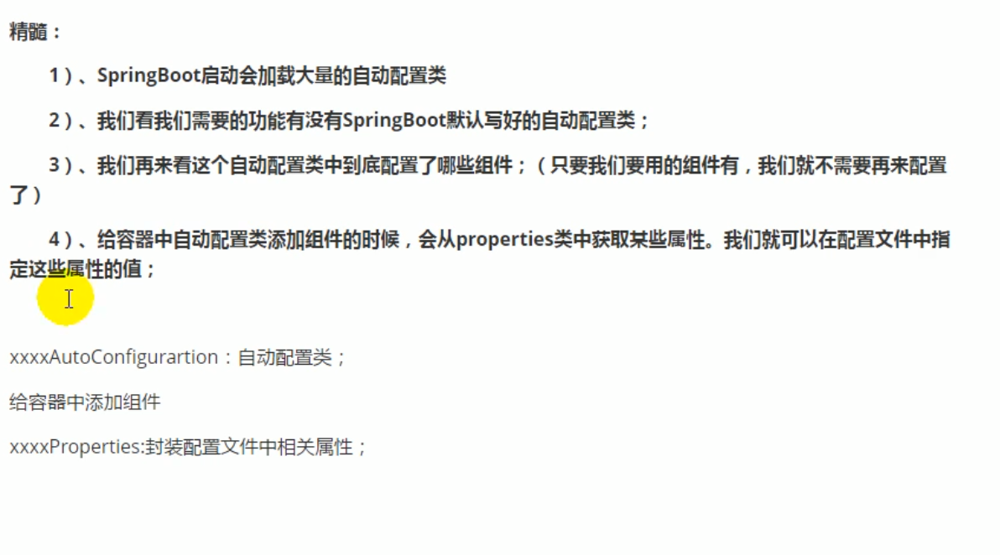 精髓：
1）、SpringBoot启动会加载大量的自动配置类
2）、我们看我们需要的功能有没有SpringBoot默认写好的自动配置类；
3）、我们再来看这个自动配置类中到底配置了哪些组件；（只要我们要用的组件有，我们就不需要再来配置
了）
4）、给容器中自动配置类添加组件的时候，会从properties类中获取某些属性。我们就可以在配置文件中指
定这些属性的值；
xxxxAutoConfigurartion：自动配置类；
给容器中添加组件
xxxxProperties:封装配置文件中相关属性；